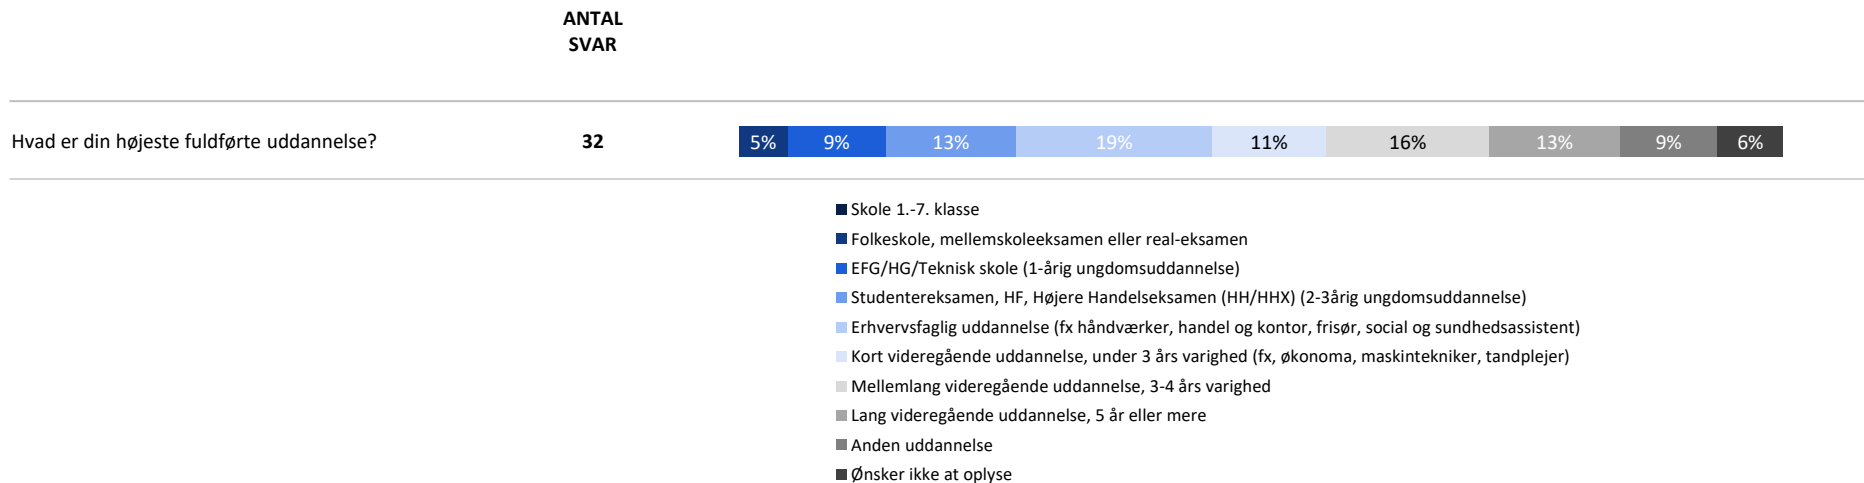 ANTAL
SVAR
Hvad er din højeste fuldførte uddannelse? 32 5% 9% 13% 19% 11% 16% 13% 9% 6%
Skole 1.-7. klasse
Folkeskole, mellemskoleeksamen eller real-eksamen
EFG/HG/Teknisk skole (1-årig ungdomsuddannelse)
Studentereksamen, HF, Højere Handelseksamen (HH/HHX) (2-3årig ungdomsuddannelse)
Erhvervsfaglig uddannelse (fx håndværker, handel og kontor, frisør, social og sundhedsassistent)
Kort videregående uddannelse, under 3 års varighed (fx, økonoma, maskintekniker, tandplejer)
Mellemlang videregående uddannelse, 3-4 års varighed
Lang videregående uddannelse, 5 år eller mere
Anden uddannelse
Ønsker ikke at oplyse